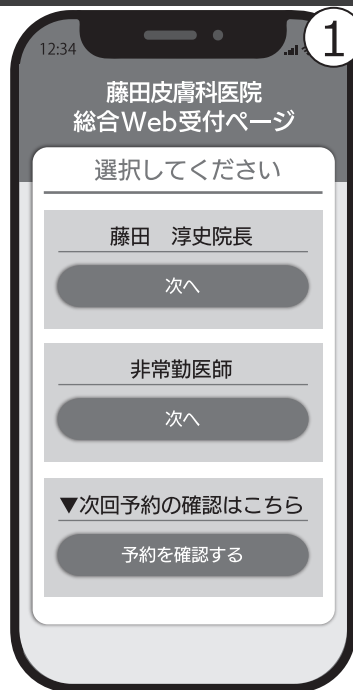 ①
12:34
藤田皮膚科医院
総合Web受付ページ
選択してください
藤田　淳史院長
次へ
非常勤医師
次へ
▼次回予約の確認はこちら
予約を確認する